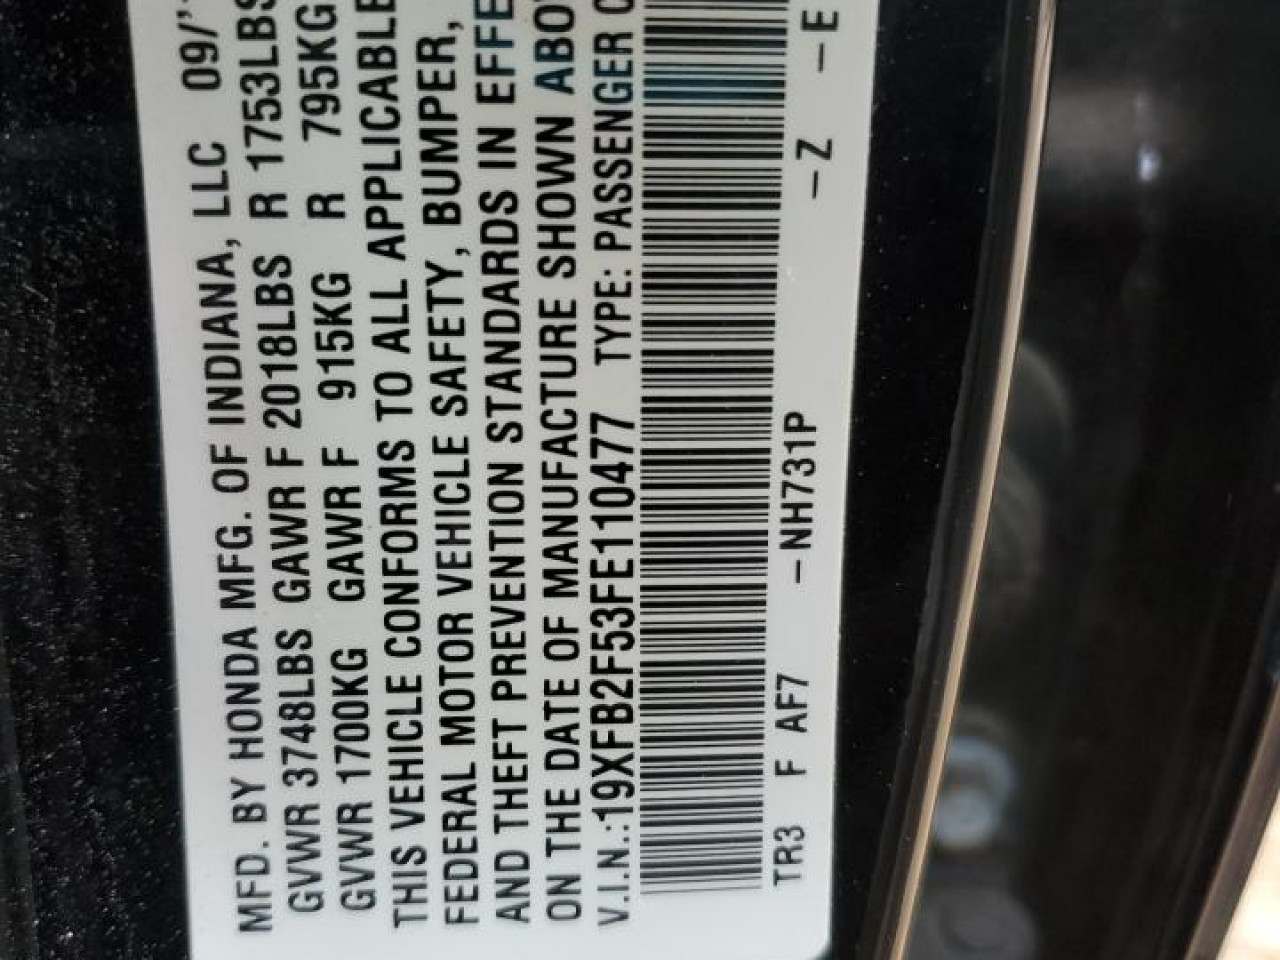 MFD. BY HONDA MFG. OF INDIANA, LLC 09/
GVWR 3748LBS GAWR F 2018LBS R 1753LBS
GVWR 1700KG GAWR F 915KG R 795KG
THIS VEHICLE CONFORMS TO ALL APPLICABLE
FEDERAL MOTOR VEHICLE SAFETY, BUMPER,
AND THEFT PREVENTION STANDARDS IN EFFE
ON THE DATE OF MANUFACTURE SHOWN ABO
V.I.N.:19XFB2F53FE110477 TYPE: PASSENGER C
TR3 F AF7 -NH731P -Z -E